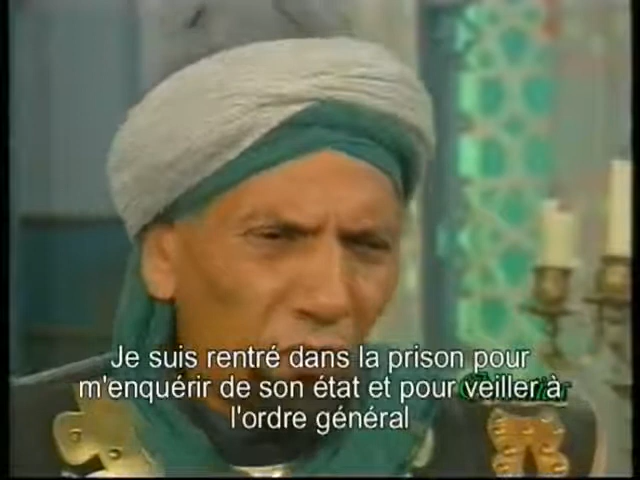 Je suis rentré dans la prison pour
m'enquérir de son état et pour veiller à
l'ordre général